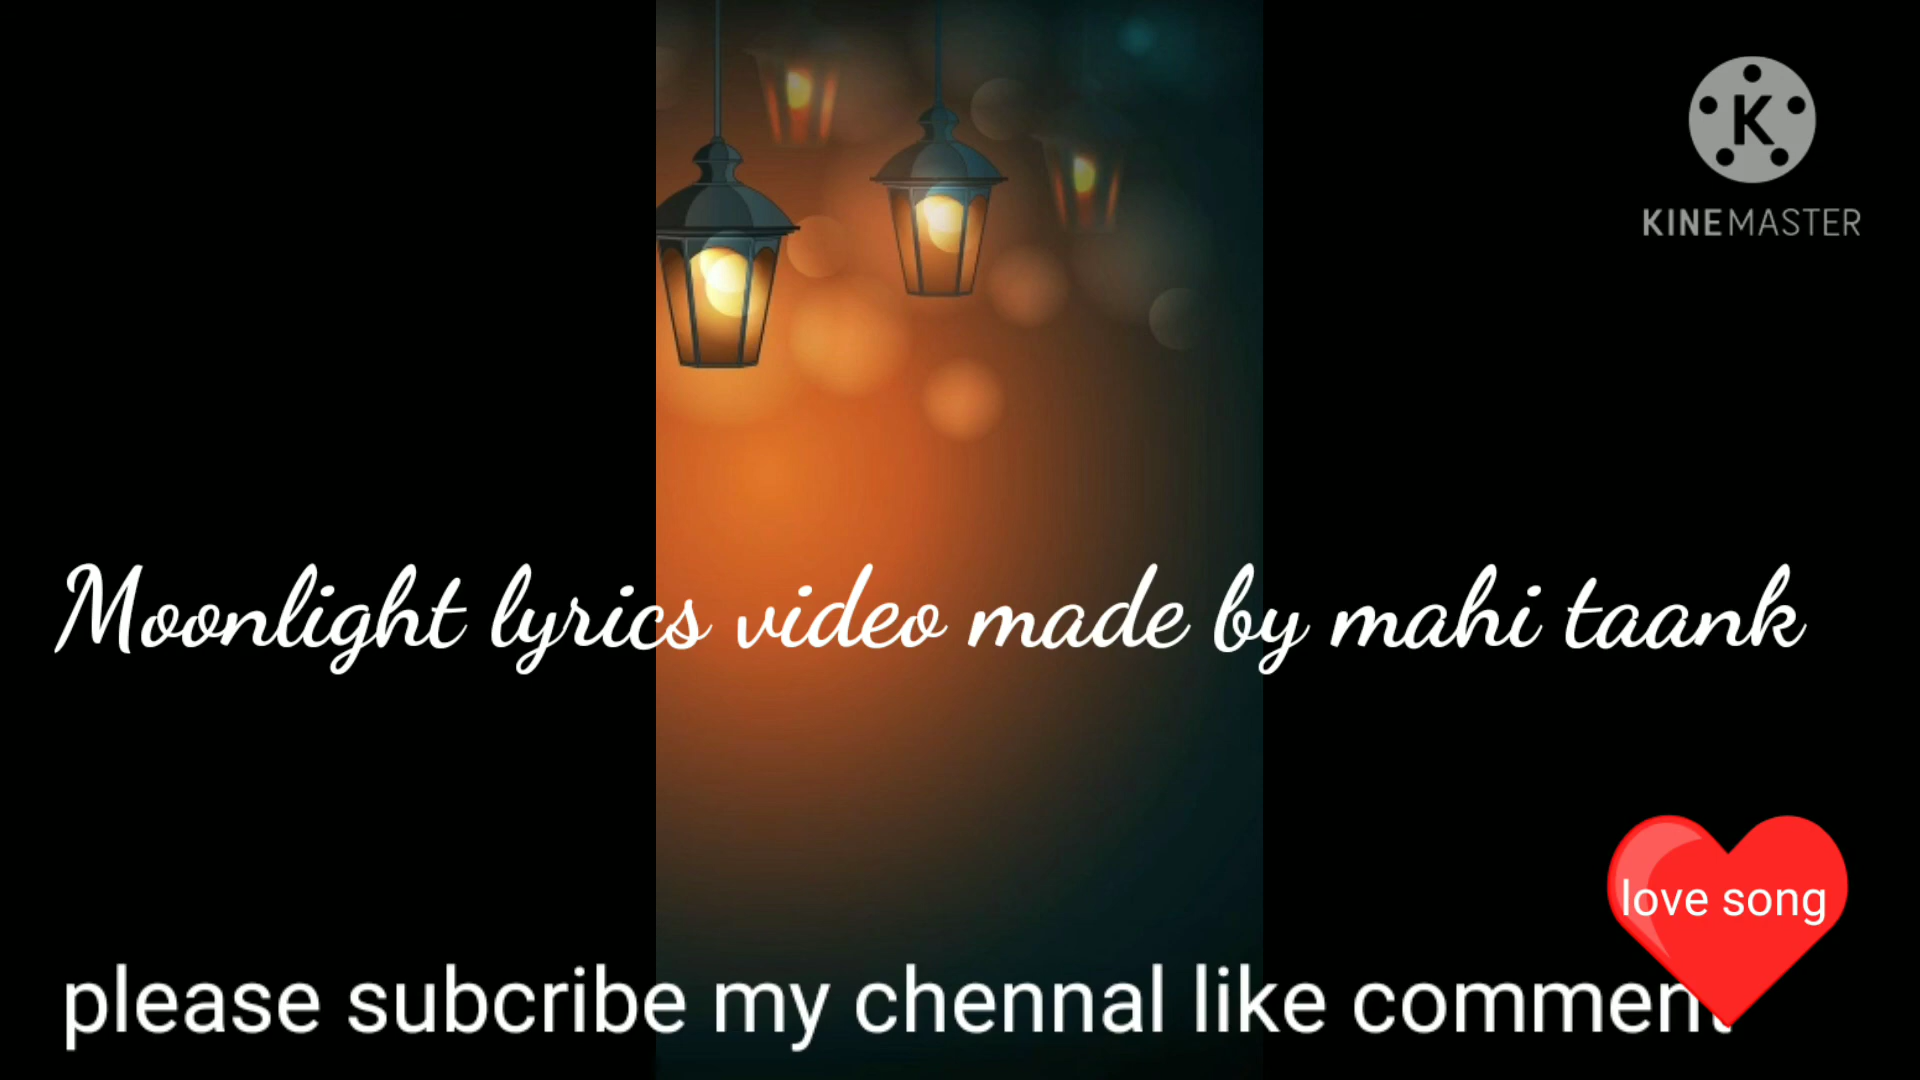 K
KINEMASTER
Moonlight lyrics video made by mahi taank
love song
please subcribe my chennal like comment